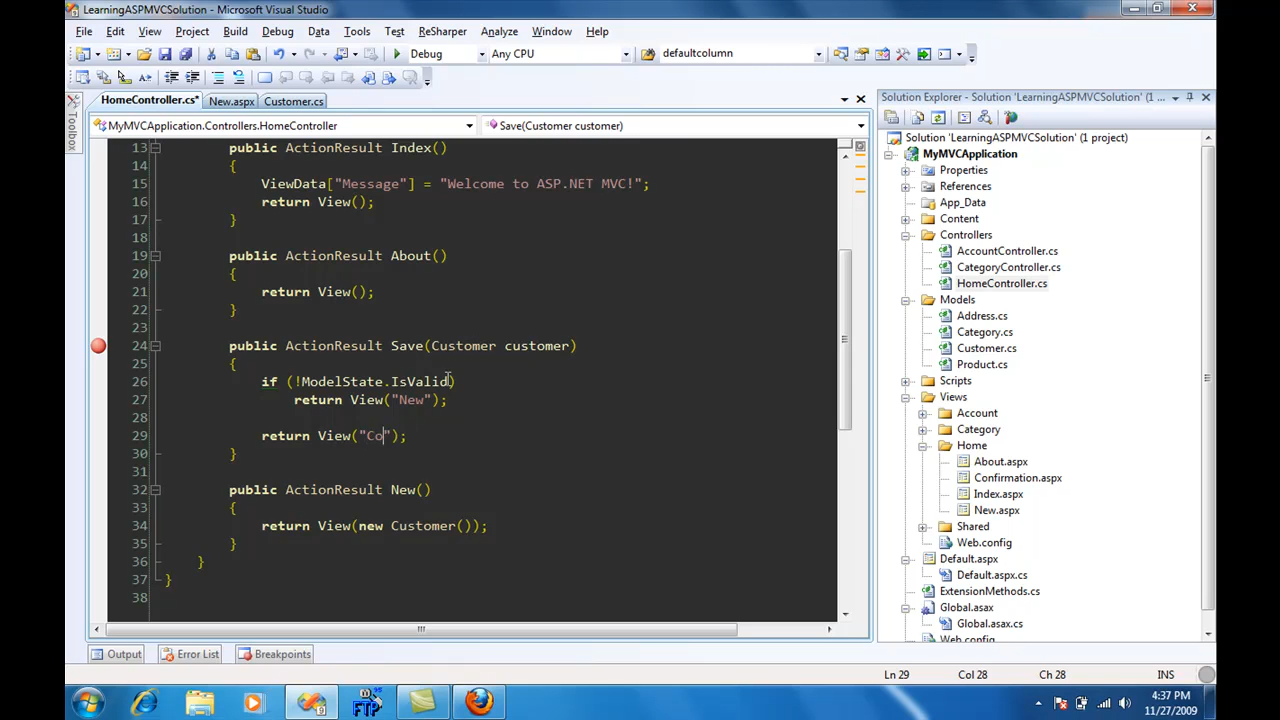 LearningASPMVCSolution - Microsoft Visual Studio
File Edit View Project Build Debug Data Tools Test ReSharper Analyze Window Help
Debug Any CPU defaultcolumn
HomeController.cs* New.aspx Customer.cs
MyMVCApplication.Controllers.HomeController Save(Customer customer)
Toolbox
13 public ActionResult Index()
14 {
15 ViewData["Message"] = "Welcome to ASP.NET MVC!";
16 return View();
17 }
18
19 public ActionResult About()
20 {
21 return View();
22 }
23
24 public ActionResult Save(Customer customer)
25 {
26 if (!ModelState.IsValid)
27 return View("New");
28
29 return View("Co");
30 }
31
32 public ActionResult New()
33 {
34 return View(new Customer());
35 }
36 }
37 }
38
Solution Explorer - Solution 'LearningASPMVCSolution' (1 ...
Solution 'LearningASPMVCSolution' (1 project)
MyMVCApplication
Properties
References
App_Data
Content
Controllers
AccountController.cs
CategoryController.cs
HomeController.cs
Models
Address.cs
Category.cs
Customer.cs
Product.cs
Scripts
Views
Account
Category
Home
About.aspx
Confirmation.aspx
Index.aspx
New.aspx
Shared
Web.config
Default.aspx
Default.aspx.cs
ExtensionMethods.cs
Global.asax
Global.asax.cs
Web.config
Output Error List Breakpoints
Ln 29 Col 28 Ch 28 INS
FTP
4:37 PM
11/27/2009